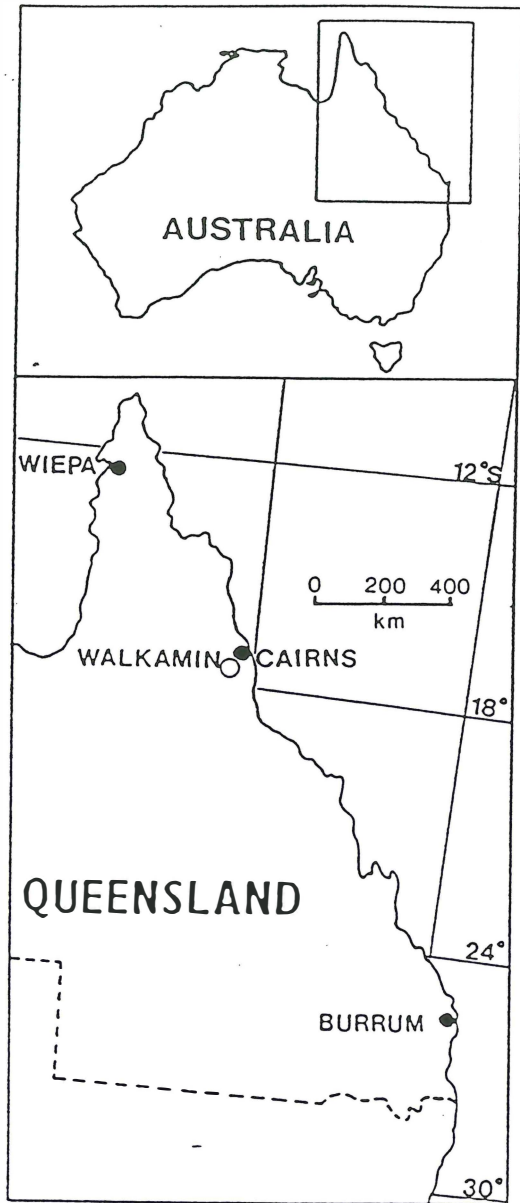 AUSTRALIA
WIEPA
12°S
0 200 400
km
WALKAMIN CAIRNS
18°
QUEENSLAND
24°
BURRUM
30°